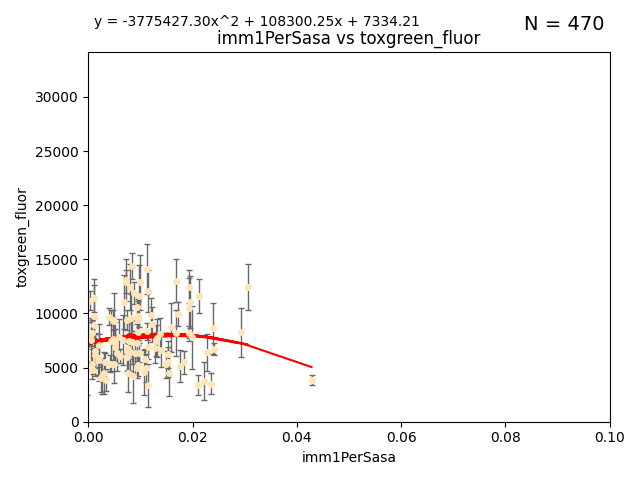 y = -3775427.30x^2 + 108300.25x + 7334.21
N = 470
imm1PerSasa vs toxgreen_fluor
30000
25000
20000
15000
10000
5000
0
toxgreen_fluor
0.00 0.02 0.04 0.06 0.08 0.10
imm1PerSasa